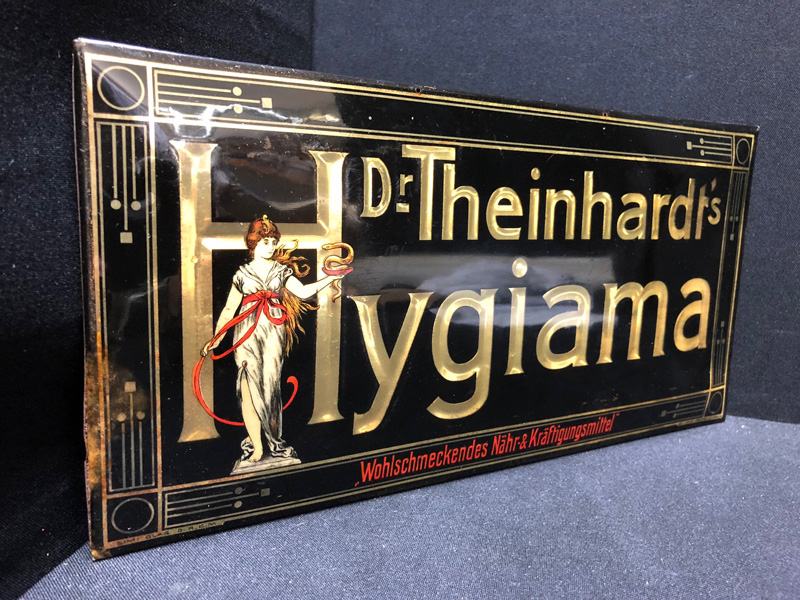 Dr Theinhardt's
Hygiama
„Wohlschmeckendes Nähr- & Kräftigungsmittel"